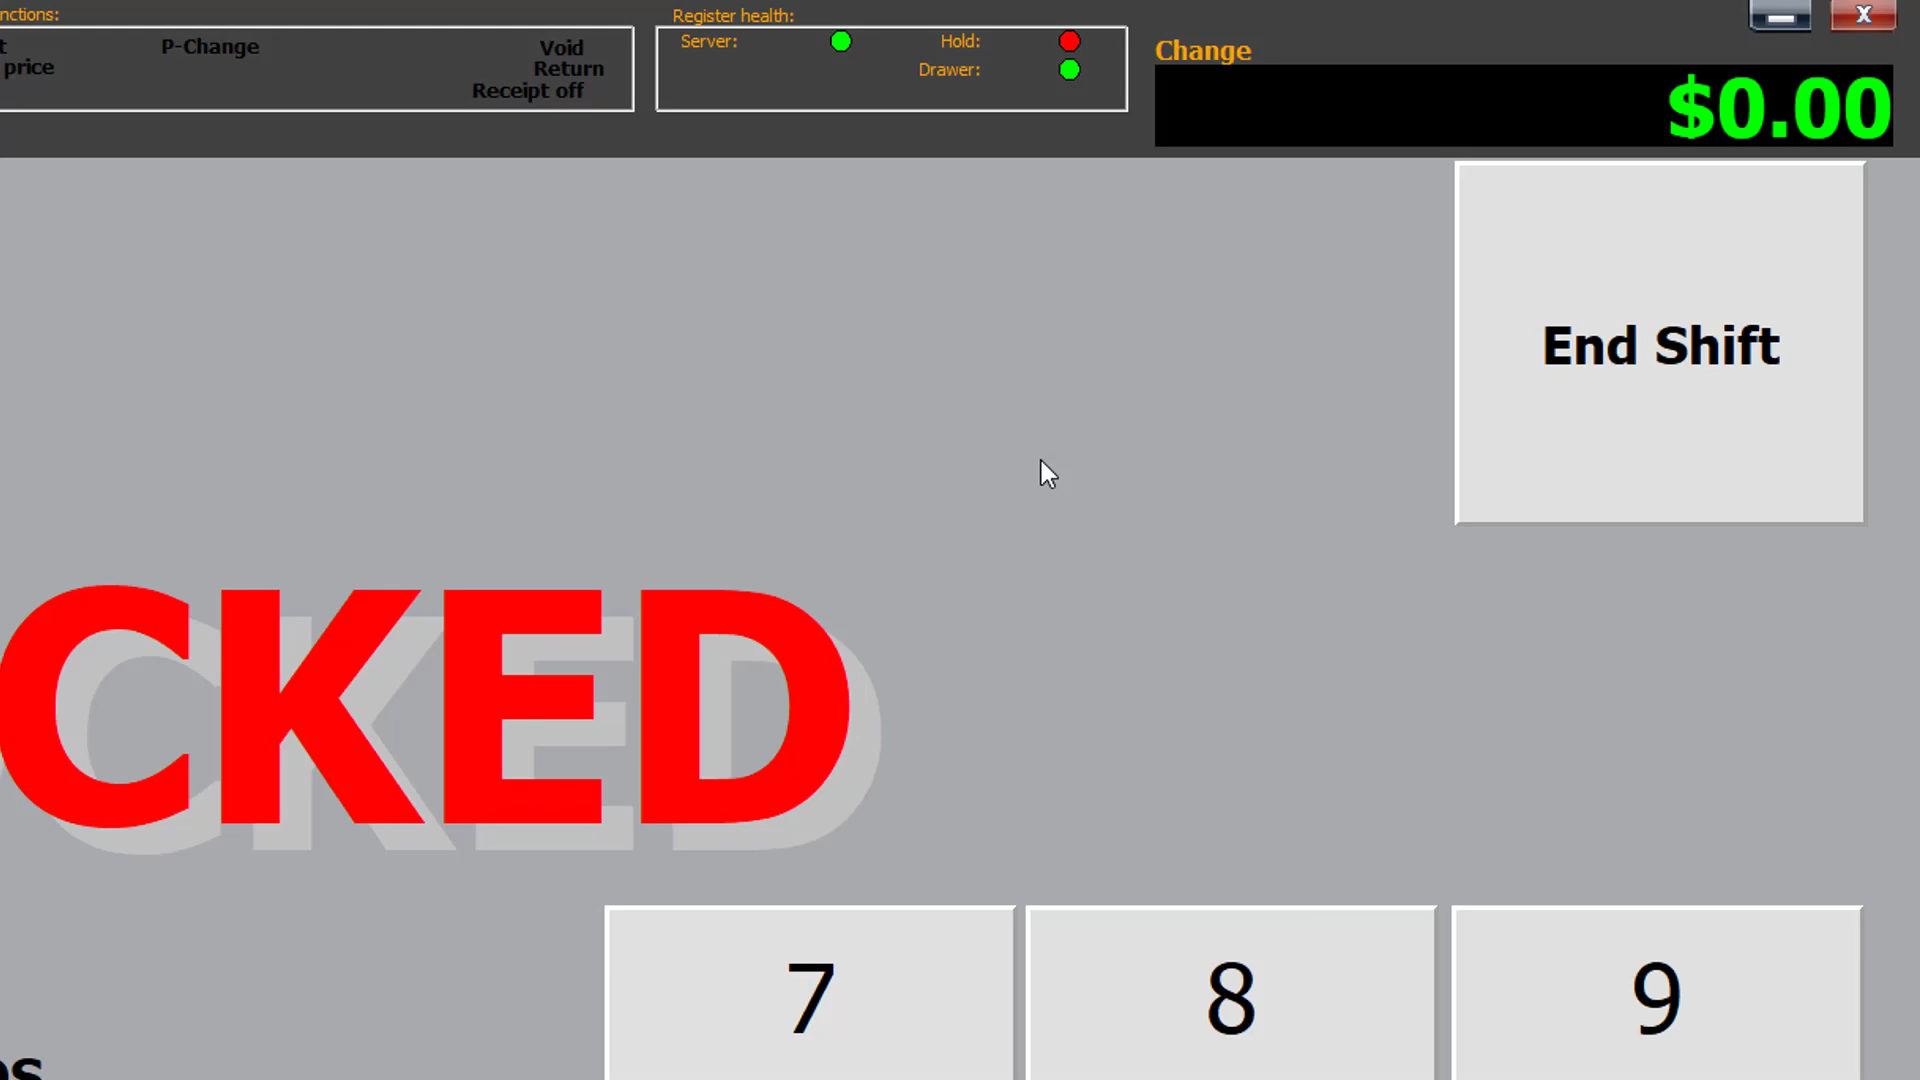 nctions:
t
price
P-Change
Void
Return
Receipt off
Register health:
Server:
Hold:
Drawer:
Change
$0.00
X
End Shift
CKED
7
8
9
os